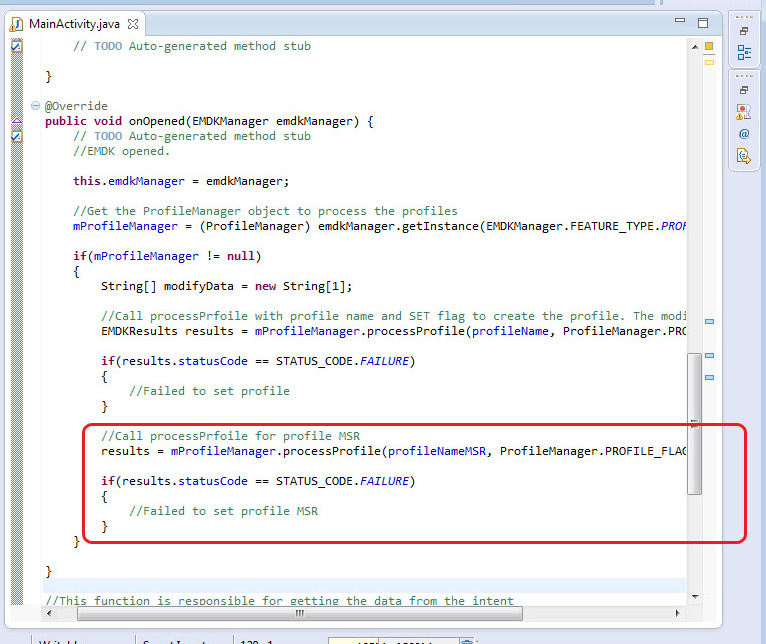 MainActivity.java
// TODO Auto-generated method stub
}
@Override
public void onOpened(EMDKManager emdkManager) {
// TODO Auto-generated method stub
//EMDK opened.
this.emdkManager = emdkManager;
//Get the ProfileManager object to process the profiles
mProfileManager = (ProfileManager) emdkManager.getInstance(EMDKManager.FEATURE_TYPE.PROF
if(mProfileManager != null)
{
String[] modifyData = new String[1];
//Call processPrfoile with profile name and SET flag to create the profile. The modi
EMDKResults results = mProfileManager.processProfile(profileName, ProfileManager.PRO
if(results.statusCode == STATUS_CODE.FAILURE)
{
//Failed to set profile
}
//Call processPrfoile for profile MSR
results = mProfileManager.processProfile(profileNameMSR, ProfileManager.PROFILE_FLAG
if(results.statusCode == STATUS_CODE.FAILURE)
{
//Failed to set profile MSR
}
}
}
//This function is responsible for getting the data from the intent